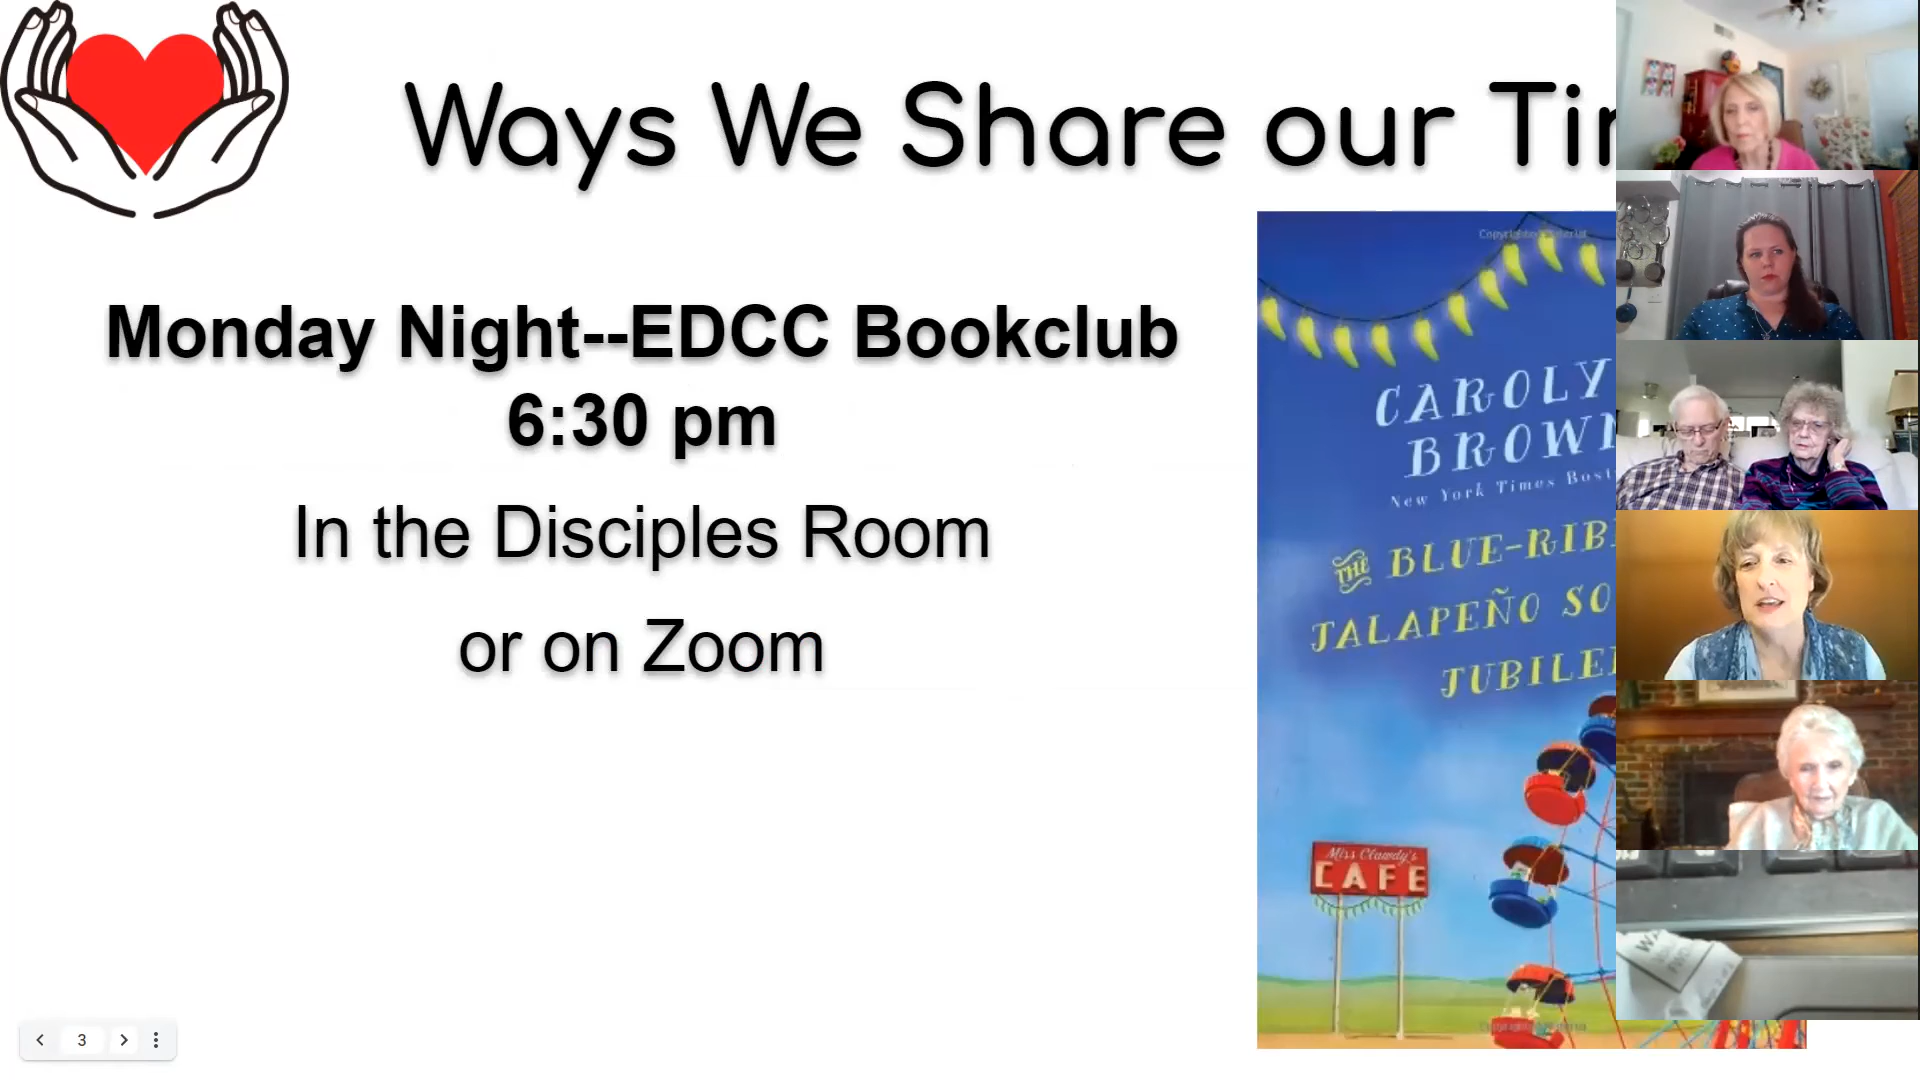 Ways We Share our Ti
Monday Night--EDCC Bookclub
6:30 pm
In the Disciples Room
or on Zoom
CAROLY
BROW
New York Times Best
THE BLUE-RIB
JALAPEÑO SO
JUBILE
Miss Clawdy's
CAFE
3